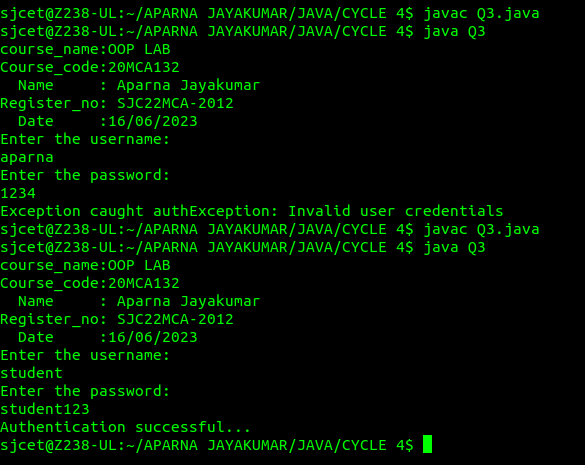 sjcet@Z238-UL:~/APARNA JAYAKUMAR/JAVA/CYCLE 4$ javac Q3.java
sjcet@Z238-UL:~/APARNA JAYAKUMAR/JAVA/CYCLE 4$ java Q3
course_name:OOP LAB
Course_code:20MCA132
  Name     : Aparna Jayakumar
Register_no: SJC22MCA-2012
  Date     :16/06/2023
Enter the username:
aparna
Enter the password:
1234
Exception caught authException: Invalid user credentials
sjcet@Z238-UL:~/APARNA JAYAKUMAR/JAVA/CYCLE 4$ javac Q3.java
sjcet@Z238-UL:~/APARNA JAYAKUMAR/JAVA/CYCLE 4$ java Q3
course_name:OOP LAB
Course_code:20MCA132
  Name     : Aparna Jayakumar
Register_no: SJC22MCA-2012
  Date     :16/06/2023
Enter the username:
student
Enter the password:
student123
Authentication successful...
sjcet@Z238-UL:~/APARNA JAYAKUMAR/JAVA/CYCLE 4$